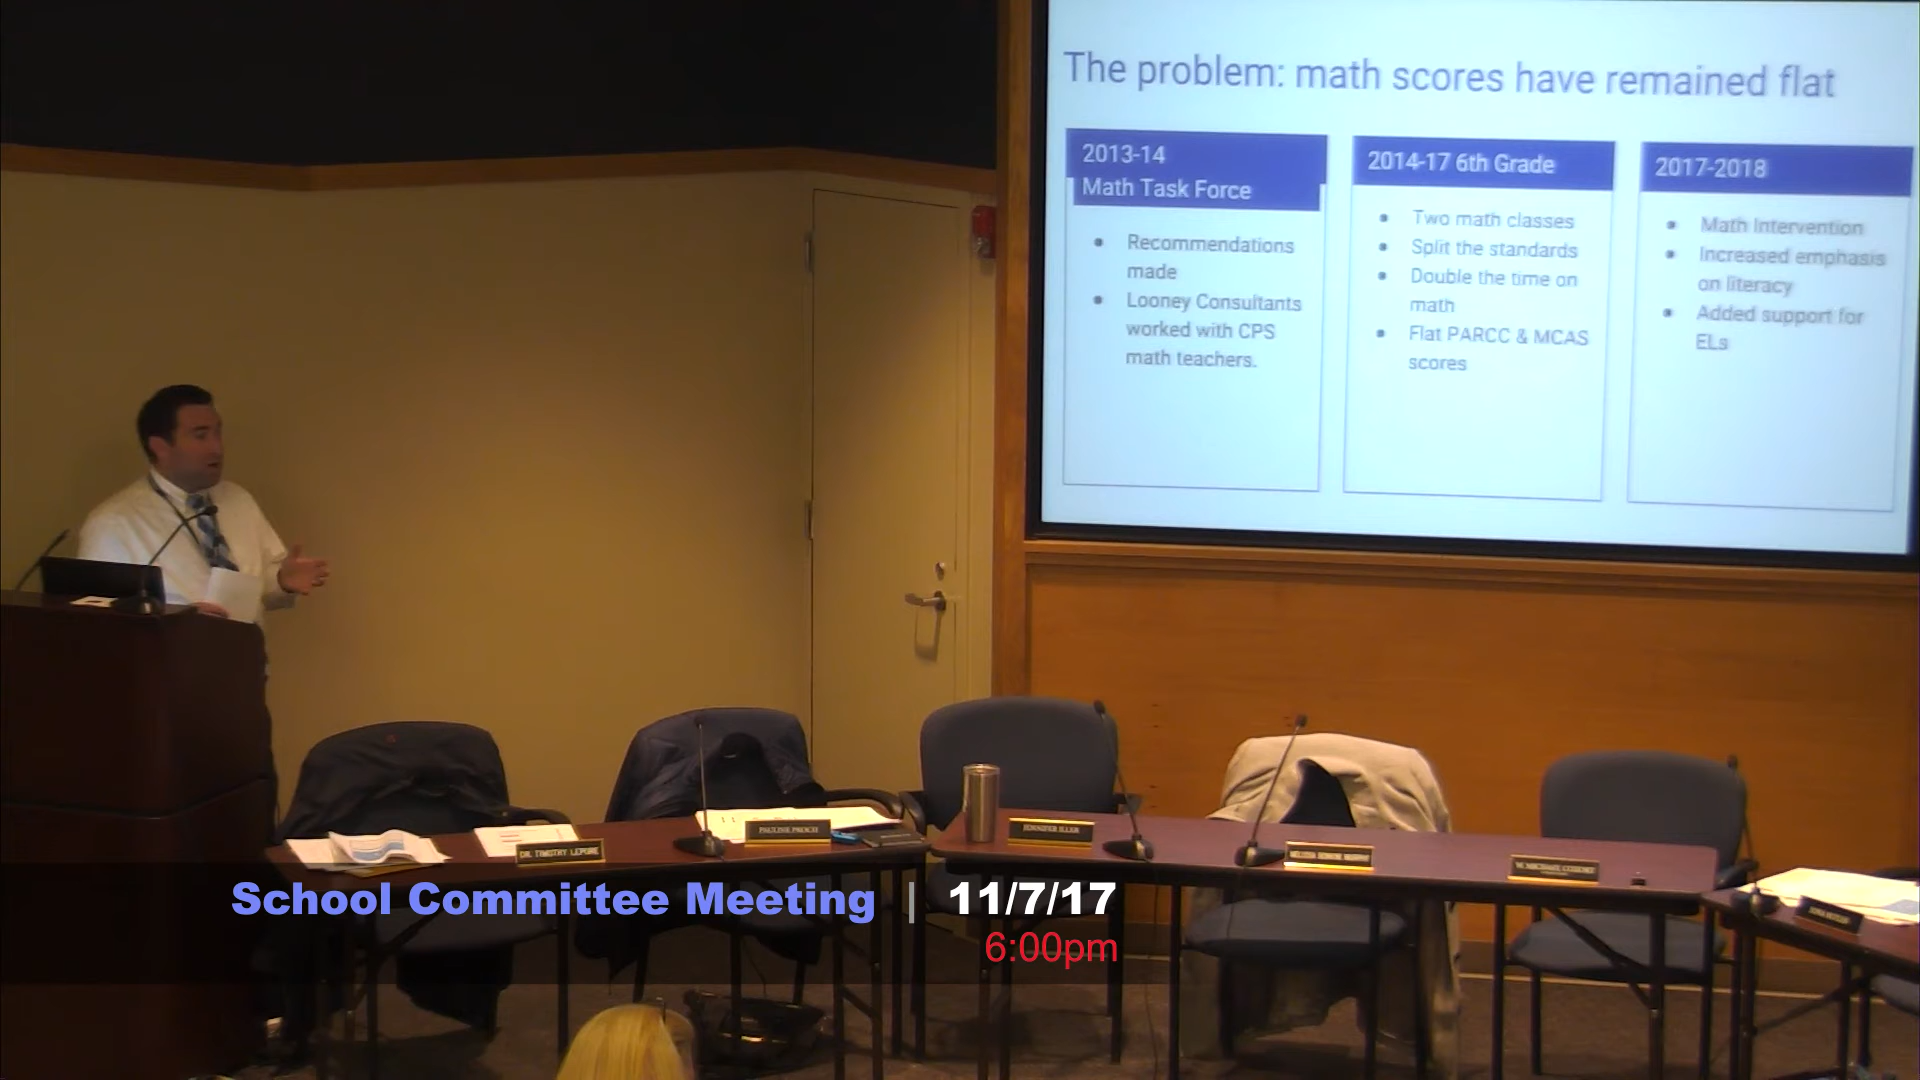 The problem: math scores have remained flat
2013-14
Math Task Force
● Recommendations
made
● Looney Consultants
worked with CPS
math teachers.
2014-17 6th Grade
● Two math classes
● Split the standards
● Double the time on
math
● Flat PARCC & MCAS
scores
2017-2018
● Math Intervention
● Increased emphasis
on literacy
● Added support for
ELs
DR. TIMOTHY LEPORE
PAULINE PROCH
JENNIFER ILLER
School Committee Meeting | 11/7/17
6:00pm